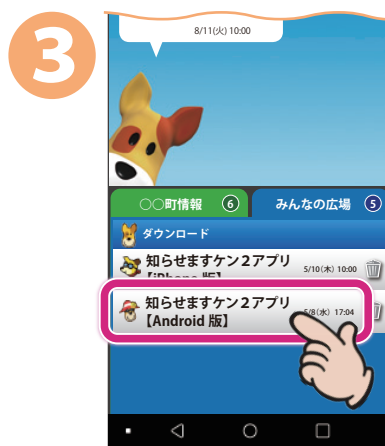 3
8/11(火) 10:00
○○町情報 ⑥ みんなの広場 ⑤
ダウンロード
知らせますケン2アプリ
【iPhone 版】 5/10(木) 10:00
知らせますケン2アプリ
【Android 版】 5/8(水) 17:04